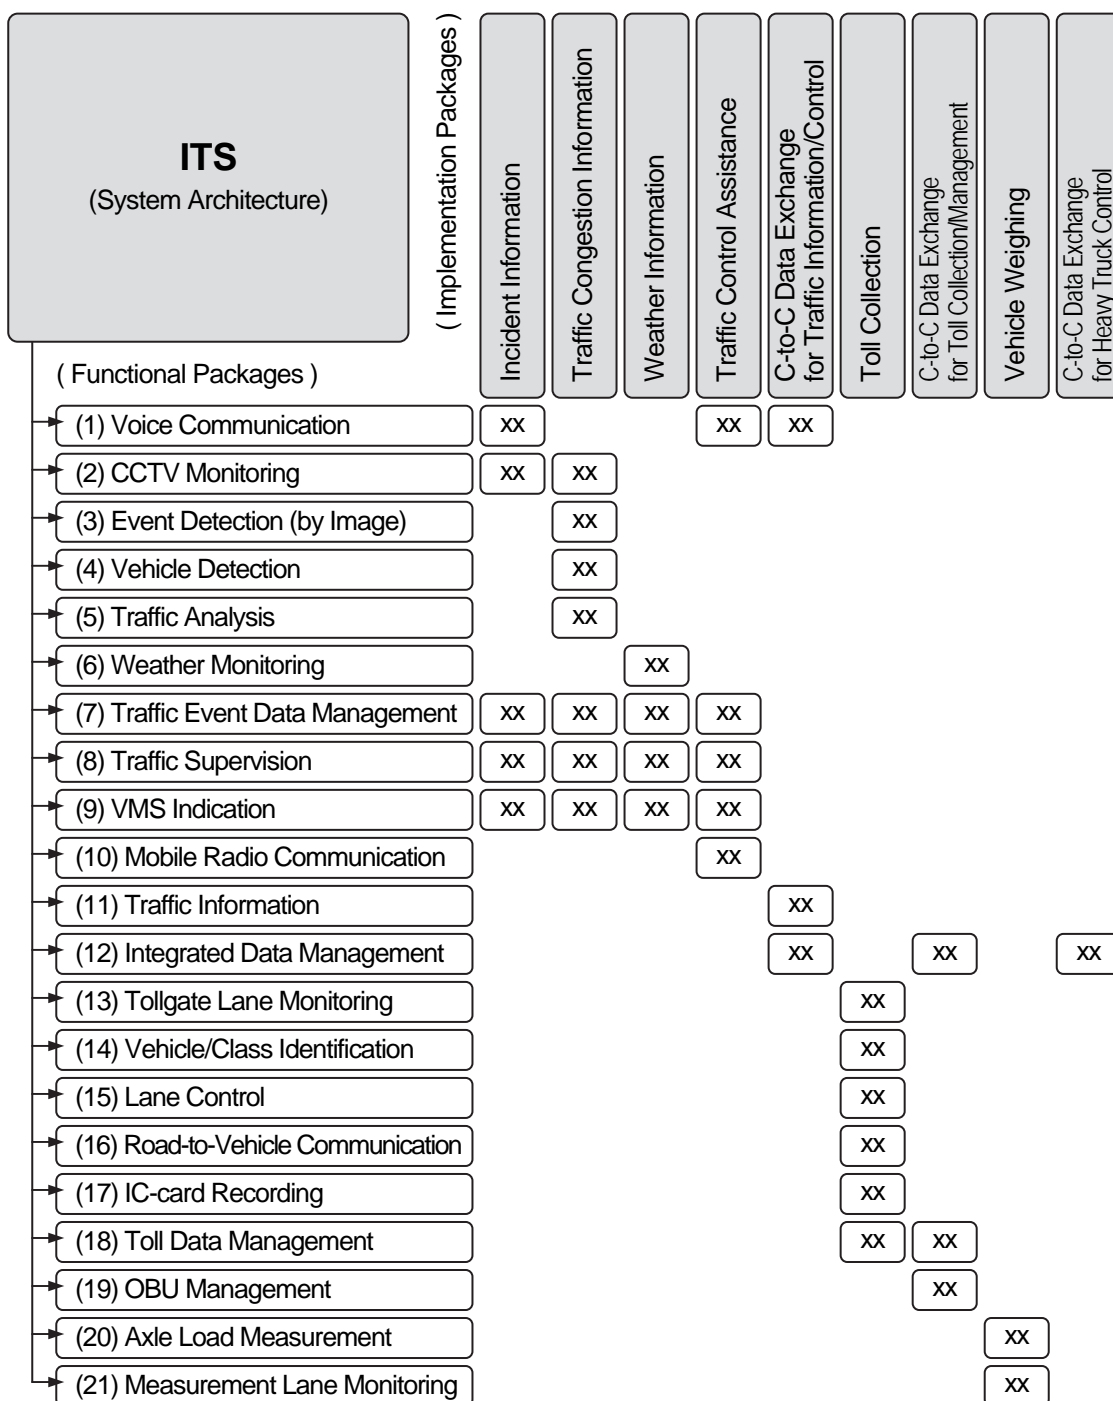 ITS
(System Architecture)
( Implementation Packages )
Incident Information
Traffic Congestion Information
Weather Information
Traffic Control Assistance
C-to-C Data Exchange
for Traffic Information/Control
Toll Collection
C-to-C Data Exchange
for Toll Collection/Management
Vehicle Weighing
C-to-C Data Exchange
for Heavy Truck Control
( Functional Packages )
(1) Voice Communication xx xx xx
(2) CCTV Monitoring xx xx
(3) Event Detection (by Image) xx
(4) Vehicle Detection xx
(5) Traffic Analysis xx
(6) Weather Monitoring xx
(7) Traffic Event Data Management xx xx xx xx
(8) Traffic Supervision xx xx xx xx
(9) VMS Indication xx xx xx xx
(10) Mobile Radio Communication xx
(11) Traffic Information xx
(12) Integrated Data Management xx xx xx
(13) Tollgate Lane Monitoring xx
(14) Vehicle/Class Identification xx
(15) Lane Control xx
(16) Road-to-Vehicle Communication xx
(17) IC-card Recording xx
(18) Toll Data Management xx xx
(19) OBU Management xx
(20) Axle Load Measurement xx
(21) Measurement Lane Monitoring xx